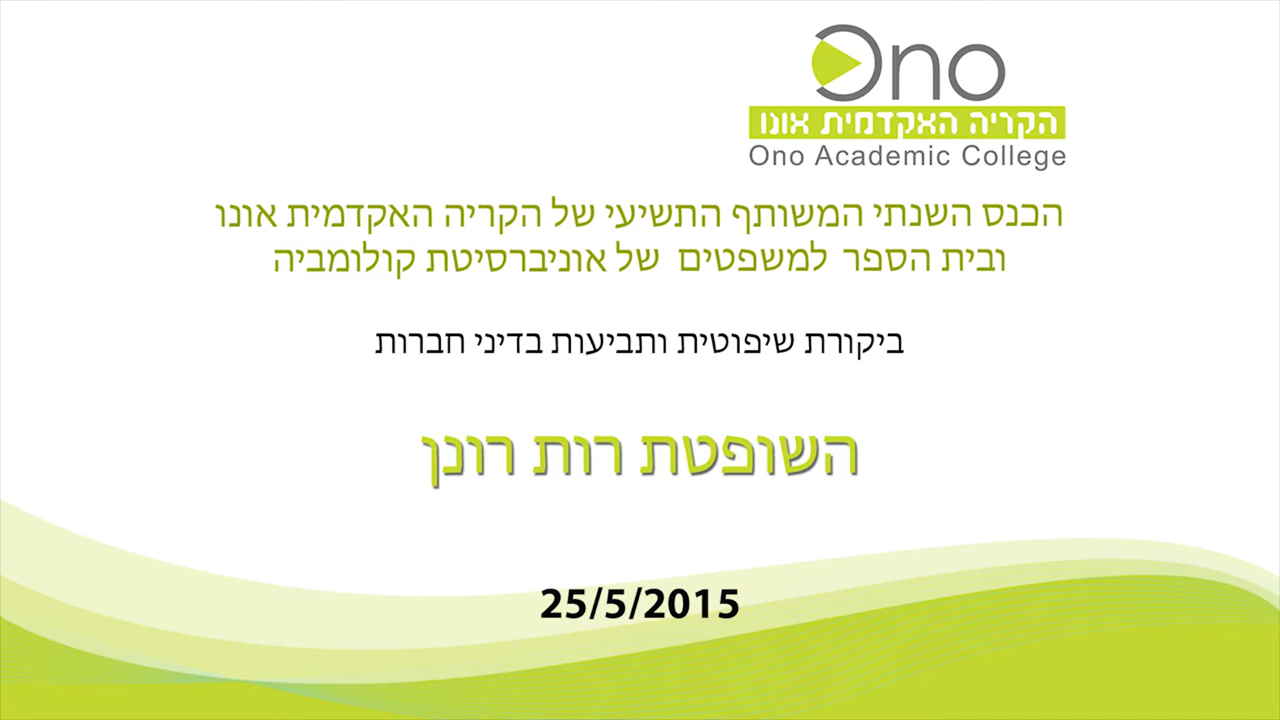 Ono
הקריה האקדמית אונו
Ono Academic College
הכנס השנתי המשותף התשיעי של הקריה האקדמית אונו
ובית הספר למשפטים של אוניברסיטת קולומביה
ביקורת שיפוטית ותביעות בדיני חברות
השופטת רות רונן
25/5/2015